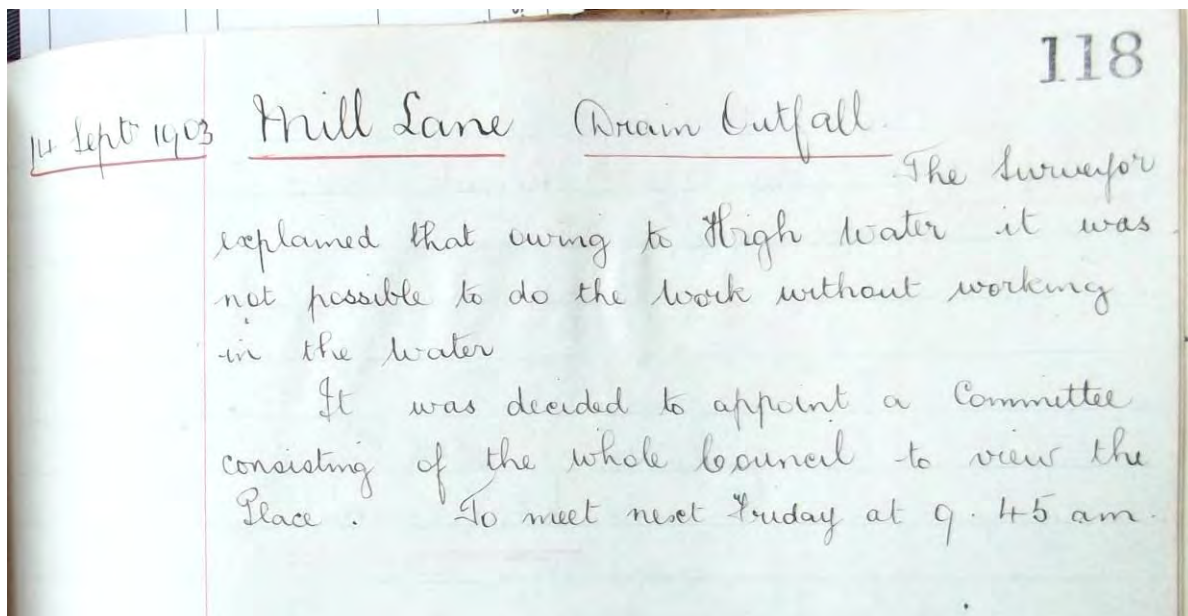 118
14 Sept 1903 Mill Lane Drain Outfall.
The Surveyor
explained that owing to High water it was
not possible to do the work without working
in the water
It was decided to appoint a Committee
consisting of the whole Council to view the
Place. To meet next Friday at 9.45 am.